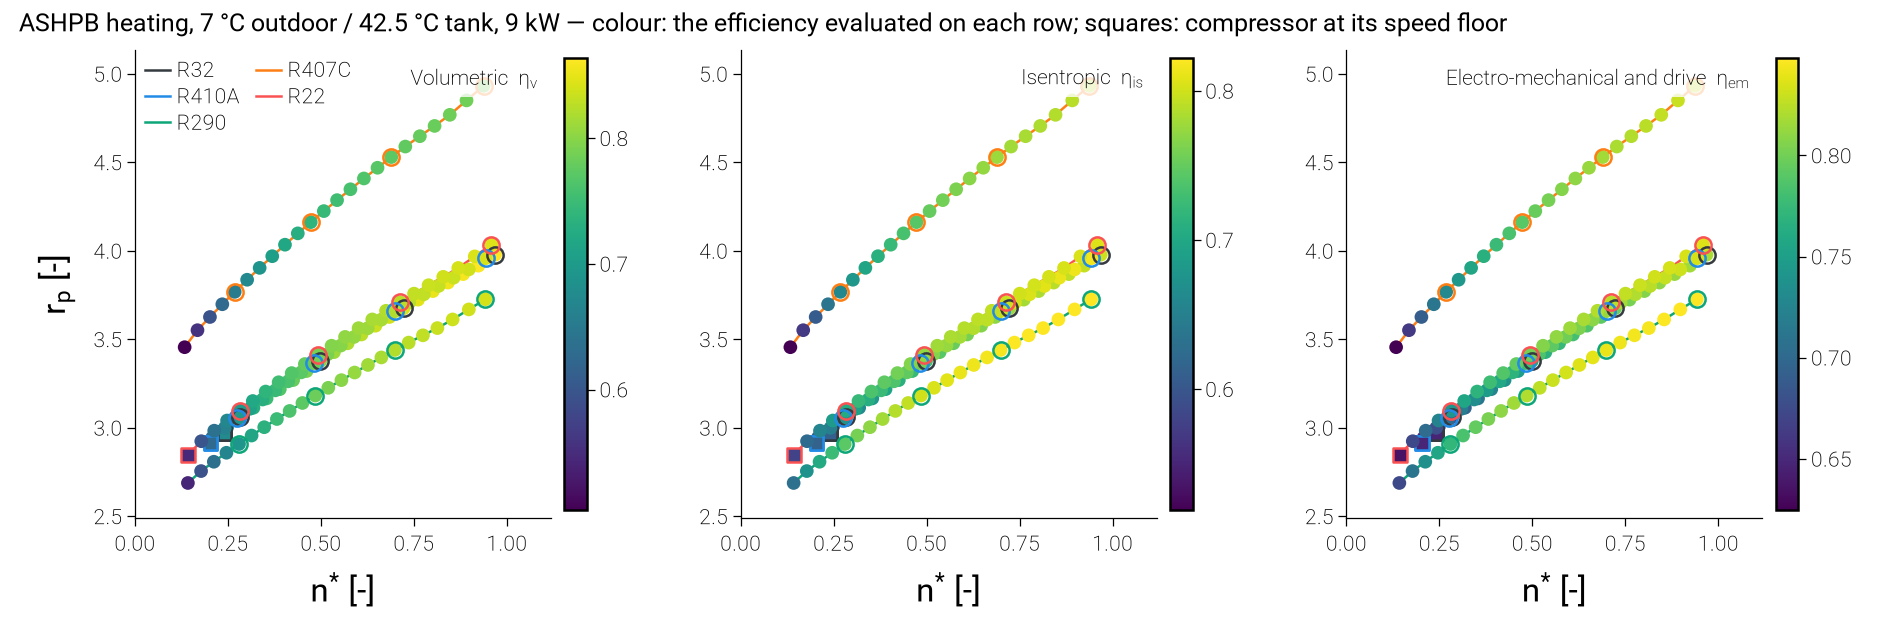 ASHPB heating, 7 °C outdoor / 42.5 °C tank, 9 kW — colour: the efficiency evaluated on each row; squares: compressor at its speed floor
R32
R410A
R290
R407C
R22
Volumetric ηv
5.0
4.5
4.0
3.5
3.0
2.5
rp [-]
0.00 0.25 0.50 0.75 1.00
n* [-]
0.8
0.7
0.6
Isentropic ηis
5.0
4.5
4.0
3.5
3.0
2.5
0.00 0.25 0.50 0.75 1.00
n* [-]
0.8
0.7
0.6
Electro-mechanical and drive ηem
5.0
4.5
4.0
3.5
3.0
2.5
0.00 0.25 0.50 0.75 1.00
n* [-]
0.80
0.75
0.70
0.65